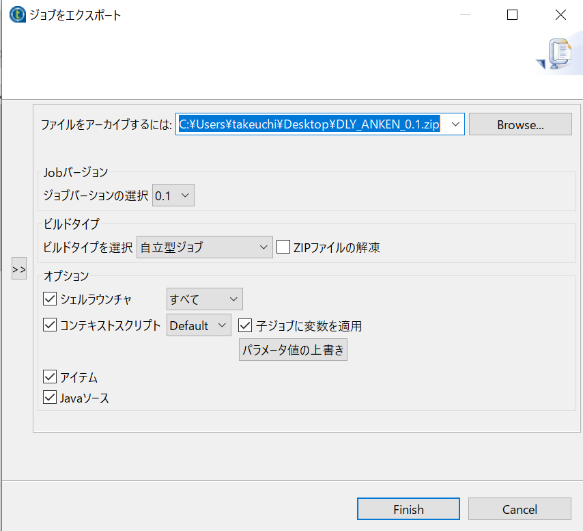 ジョブをエクスポート
ファイルをアーカイブするには: C:¥Users¥takeuchi¥Desktop¥DLY_ANKEN_0.1.zip Browse...
Jobバージョン
ジョブバーションの選択 0.1
ビルドタイプ
ビルドタイプを選択 自立型ジョブ ZIPファイルの解凍
>>
オプション
シェルラウンチャ すべて
コンテキストスクリプト Default 子ジョブに変数を適用
パラメータ値の上書き
アイテム
Javaソース
Finish Cancel